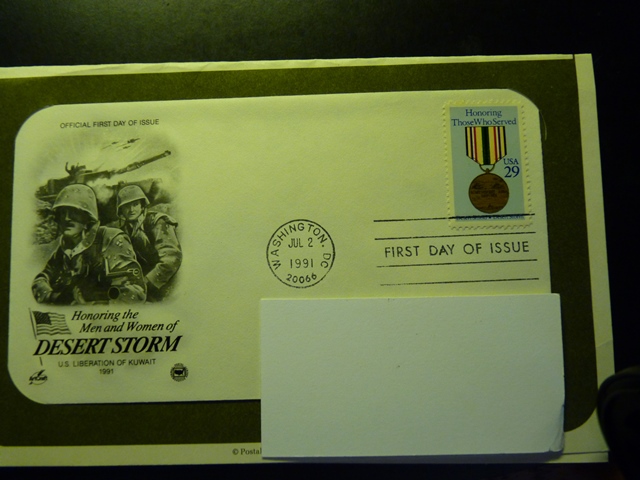 OFFICIAL FIRST DAY OF ISSUE
Honoring
Those Who Served
USA
29
WASHINGTON, DC
JUL 2
1991
20066
FIRST DAY OF ISSUE
Honoring the
Men and Women of
DESERT STORM
U.S. LIBERATION OF KUWAIT
1991
© Postal